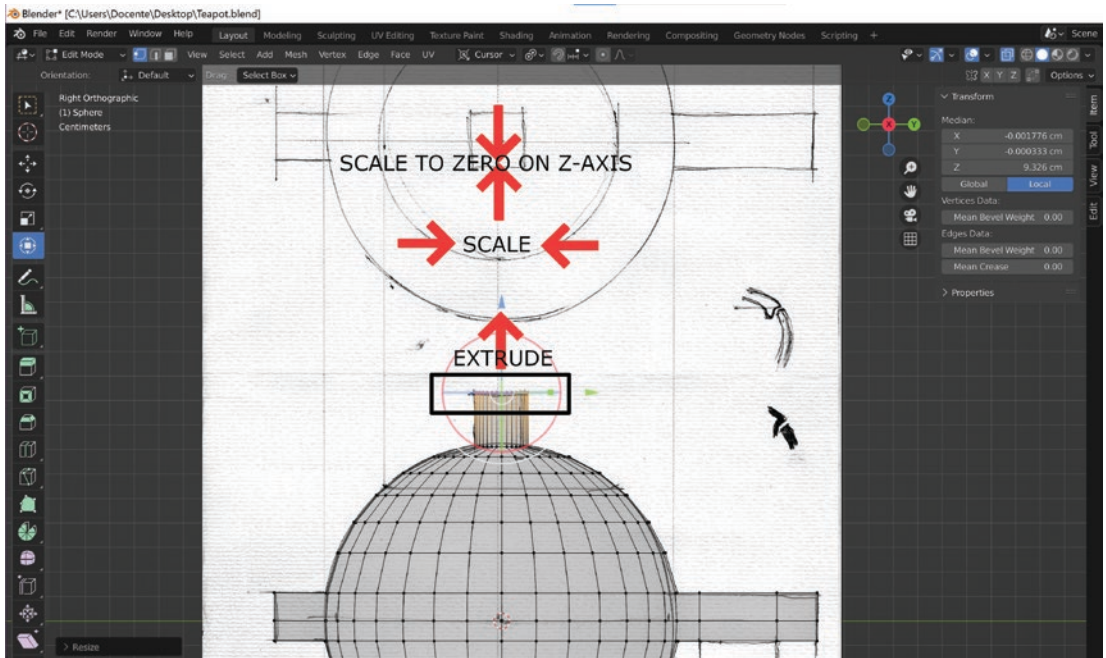 Blender* [C:\Users\Docente\Desktop\Teapot.blend]
File Edit Render Window Help Layout Modeling Sculpting UV Editing Texture Paint Shading Animation Rendering Compositing Geometry Nodes Scripting + Scene
Edit Mode View Select Add Mesh Vertex Edge Face UV Cursor
Orientation: Default Drag: Select Box X Y Z Options
Right Orthographic
(1) Sphere
Centimeters
SCALE TO ZERO ON Z-AXIS
SCALE
EXTRUDE
Z
X
Y
Transform
Median:
X -0.001776 cm
Y -0.000333 cm
Z 9.326 cm
Global Local
Vertices Data:
Mean Bevel Weight 0.00
Edges Data:
Mean Bevel Weight 0.00
Mean Crease 0.00
Properties
Item
Tool
View
Edit
Resize